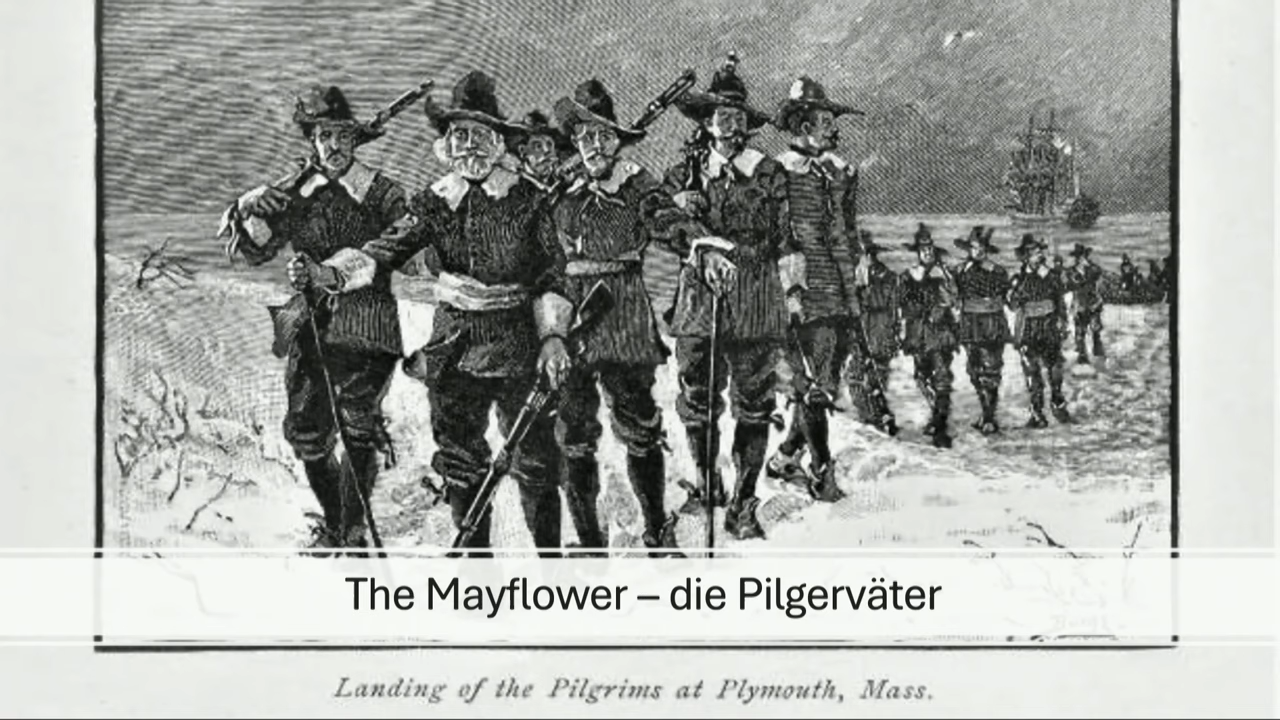 The Mayflower – die Pilgerväter
Landing of the Pilgrims at Plymouth, Mass.